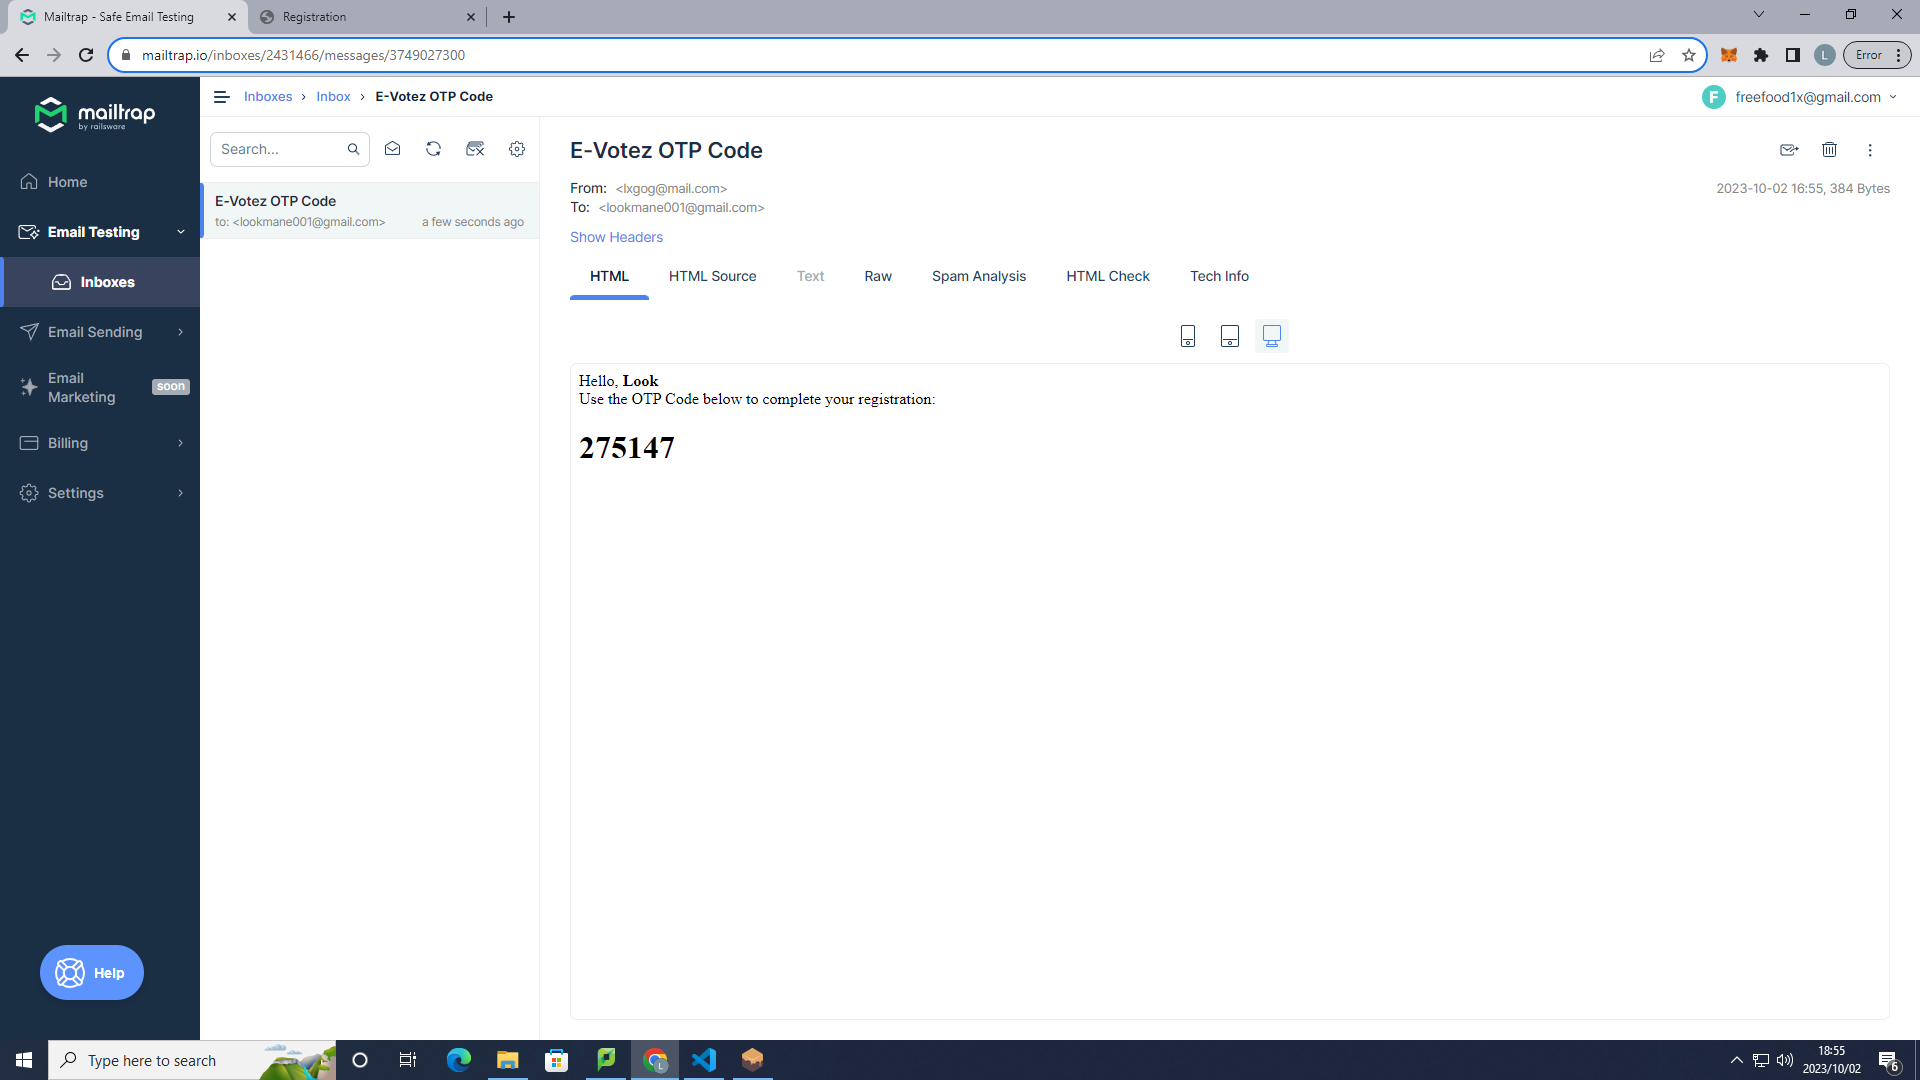 Mailtrap - Safe Email Testing
Registration
mailtrap.io/inboxes/2431466/messages/3749027300
L
Error
mailtrap
by railsware
Inboxes › Inbox › E-Votez OTP Code
F freefood1x@gmail.com
Home
Email Testing
Inboxes
Email Sending
Email Marketing soon
Billing
Settings
Help
Search...
E-Votez OTP Code
to: <lookmane001@gmail.com> a few seconds ago
E-Votez OTP Code
From: <lxgog@mail.com>
2023-10-02 16:55, 384 Bytes
To: <lookmane001@gmail.com>
Show Headers
HTML HTML Source Text Raw Spam Analysis HTML Check Tech Info
Hello, Look
Use the OTP Code below to complete your registration:
275147
Type here to search
L
18:55
2023/10/02
6